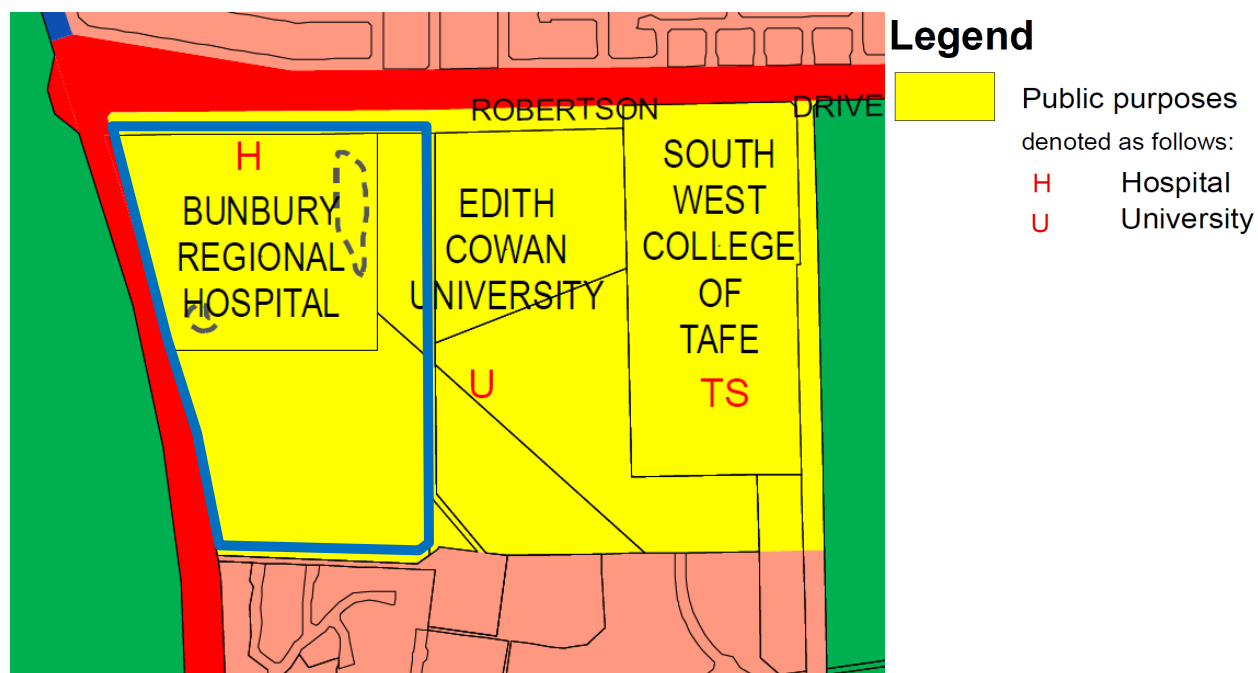 ROBERTSON DRIVE
H
BUNBURY
REGIONAL
HOSPITAL
EDITH
COWAN
UNIVERSITY
U
SOUTH
WEST
COLLEGE
OF
TAFE
TS
Legend
Public purposes
denoted as follows:
H Hospital
U University